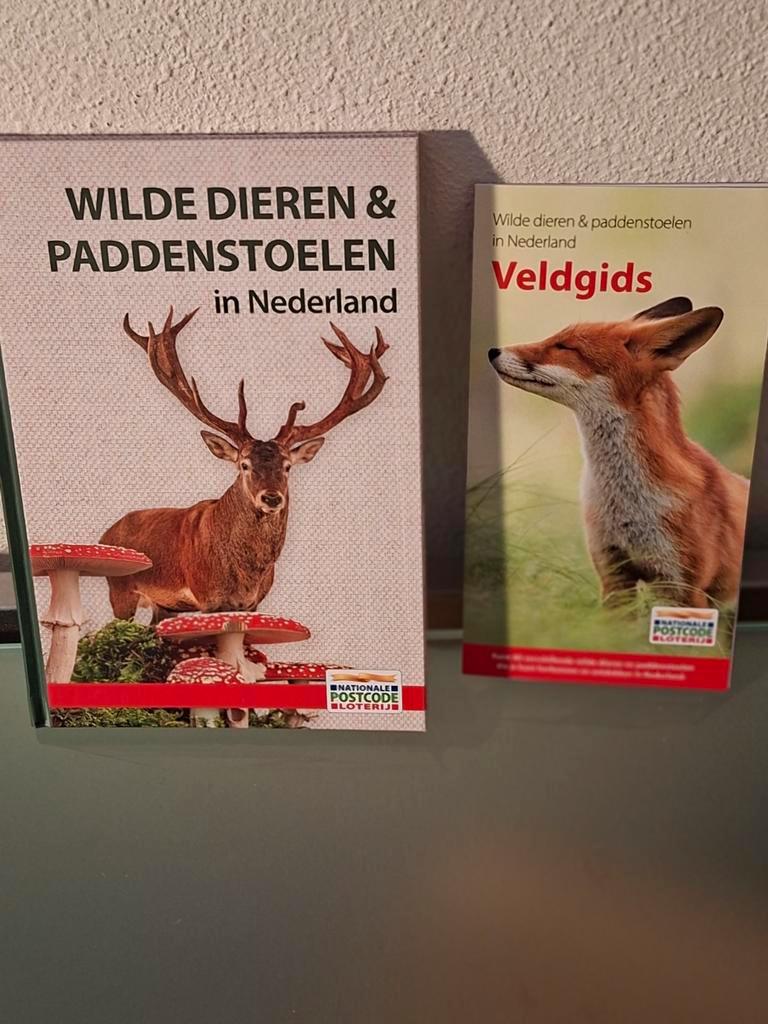 WILDE DIEREN &
PADDENSTOELEN
in Nederland
NATIONALE
POSTCODE
LOTERIJ
Wilde dieren & paddenstoelen
in Nederland
Veldgids
NATIONALE
POSTCODE
LOTERIJ